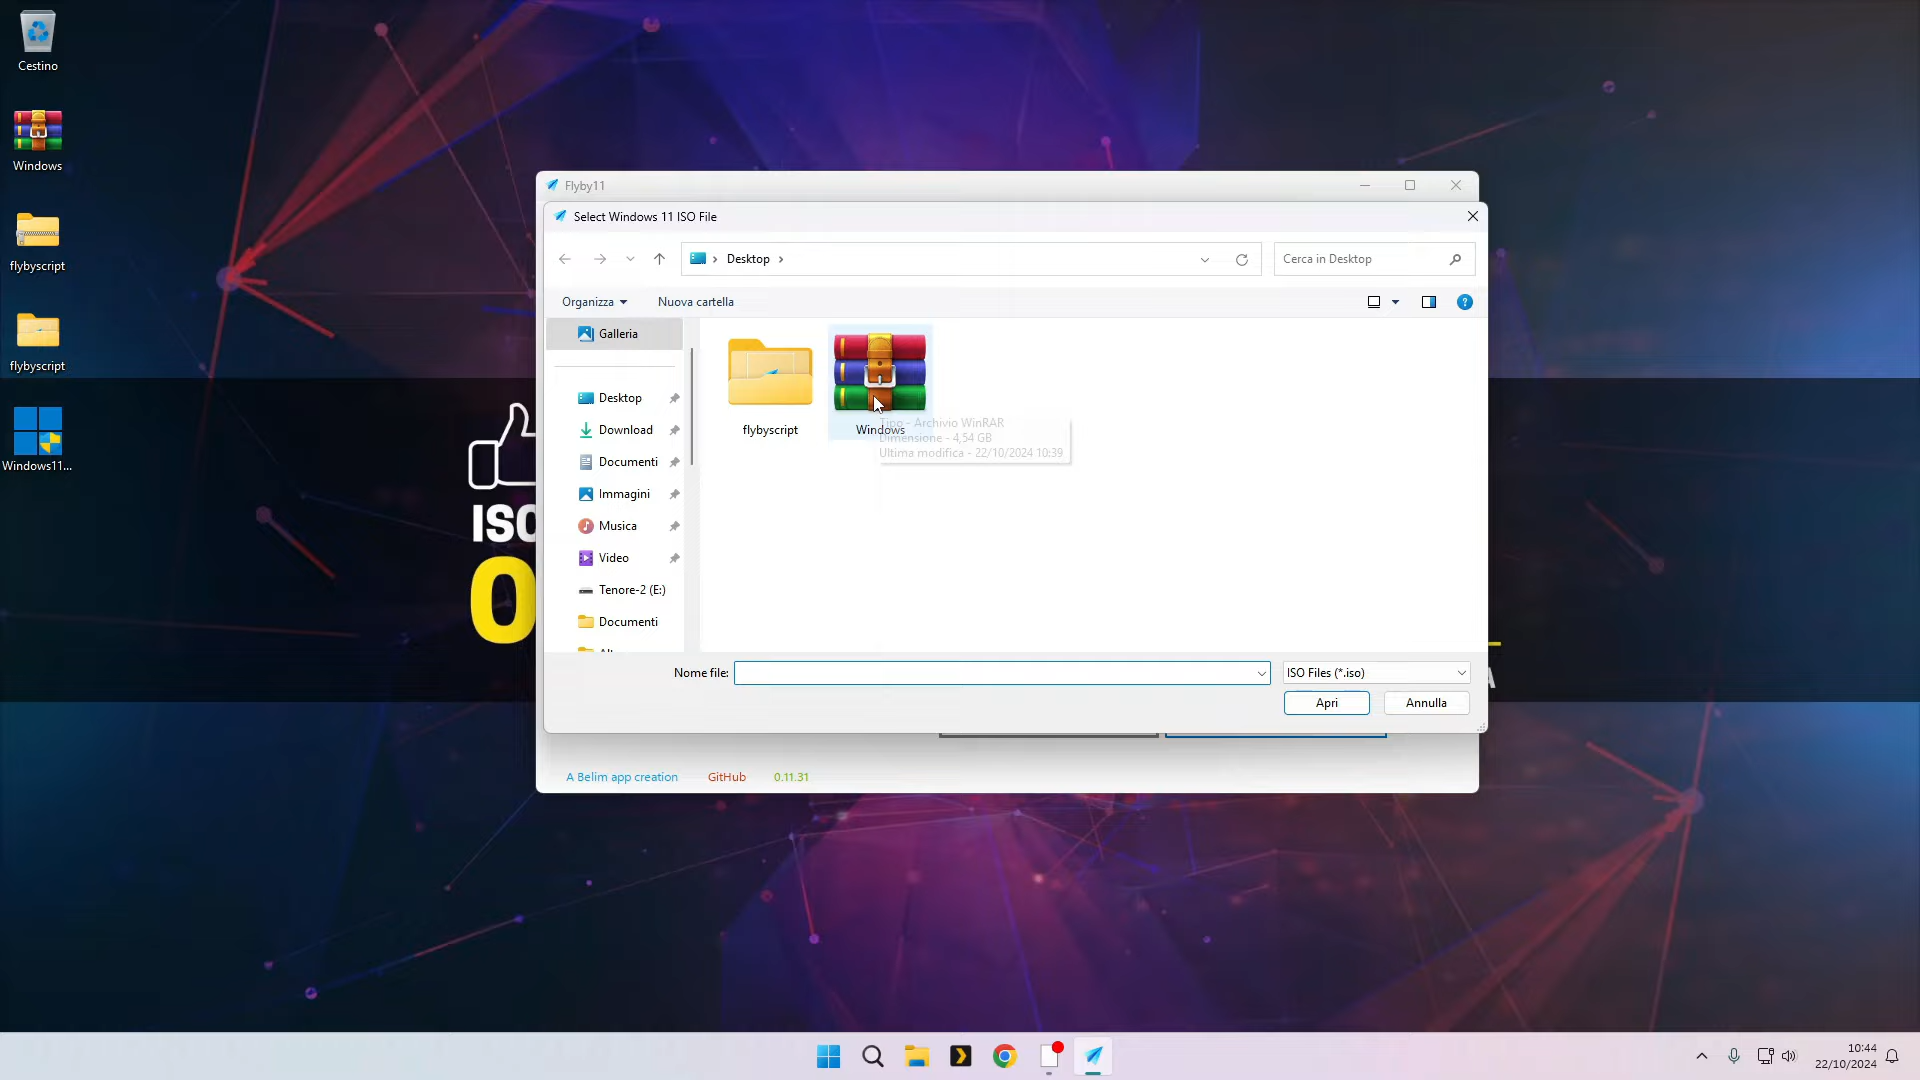 Cestino
Windows
flybyscript
flybyscript
Windows11...
ISC
O
Flyby11
Select Windows 11 ISO File
Desktop
Cerca in Desktop
Organizza
Nuova cartella
Galleria
Desktop
Download
Documenti
Immagini
Musica
Video
Tenore-2 (E:)
Documenti
flybyscript
Windows
Tipo - Archivio WinRAR
Dimensione - 4,54 GB
Ultima modifica - 22/10/2024 10:39
Nome file:
ISO Files (*.iso)
Apri
Annulla
A Belim app creation
GitHub
0.11.31
10:44
22/10/2024